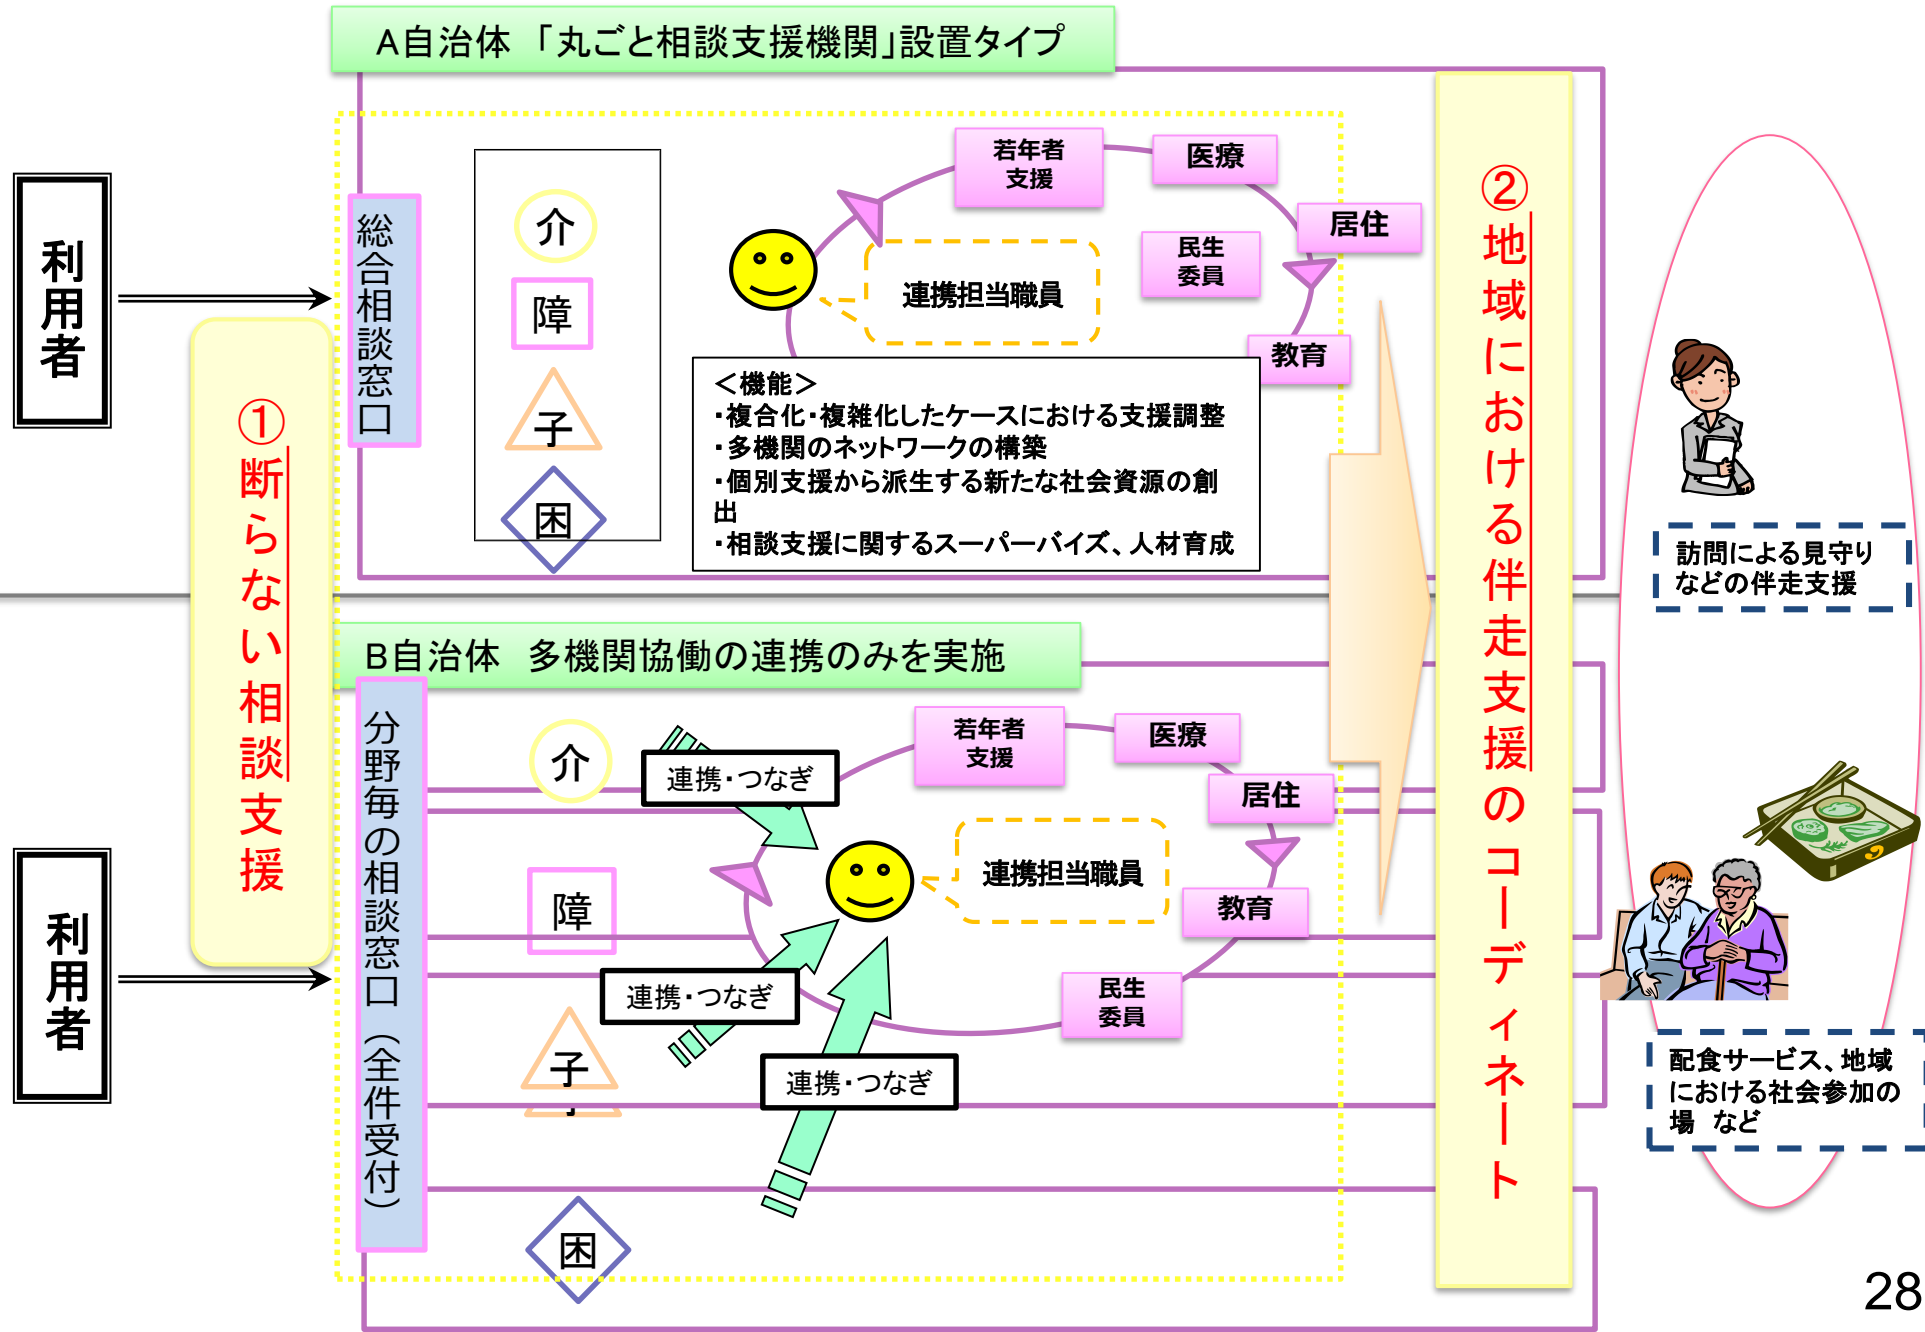 A自治体 「丸ごと相談支援機関」設置タイプ
利用者
①断らない相談支援
総合相談窓口
介
障
子
困
若年者
支援
医療
居住
民生
委員
教育
連携担当職員
＜機能＞
・複合化・複雑化したケースにおける支援調整
・多機関のネットワークの構築
・個別支援から派生する新たな社会資源の創
出
・相談支援に関するスーパーバイズ、人材育成
②地域における伴走支援のコーディネート
訪問による見守り
などの伴走支援
B自治体　多機関協働の連携のみを実施
利用者
分野毎の相談窓口（全件受付）
介
障
子
困
連携・つなぎ
連携・つなぎ
連携・つなぎ
若年者
支援
医療
居住
教育
民生
委員
連携担当職員
配食サービス、地域
における社会参加の
場　など
28